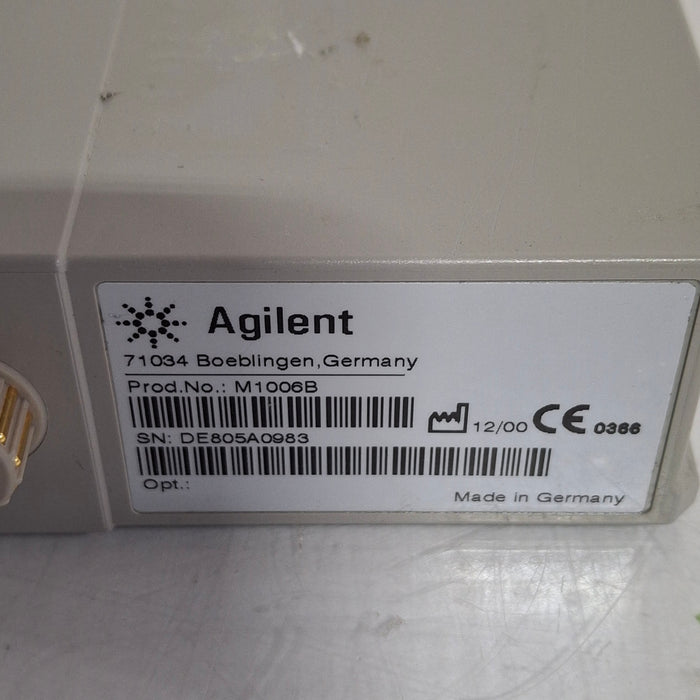 Agilent
71034 Boeblingen,Germany
Prod.No.: M1006B
12/00 CE 0366
SN: DE805A0983
Opt.:
Made in Germany